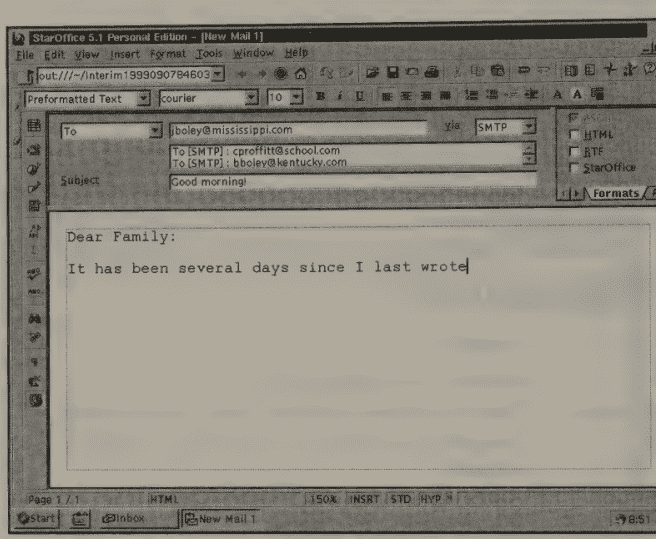 StarOffice 5.1 Personal Edition - [New Mail 1]
File Edit View Insert Format Tools Window Help
out:///~/interim1999090784603
Preformatted Text courier 10 B i U A A
To jboley@mississippi.com Via SMTP
To [SMTP] : cproffitt@school.com
To [SMTP] : bboley@kentucky.com
Subject Good morning!
ASCII
HTML
RTF
StarOffice
Formats
Dear Family:
It has been several days since I last wrote
Page 1 / 1 HTML 150% INSRT STD HYP *
Start Inbox New Mail 1 8:51